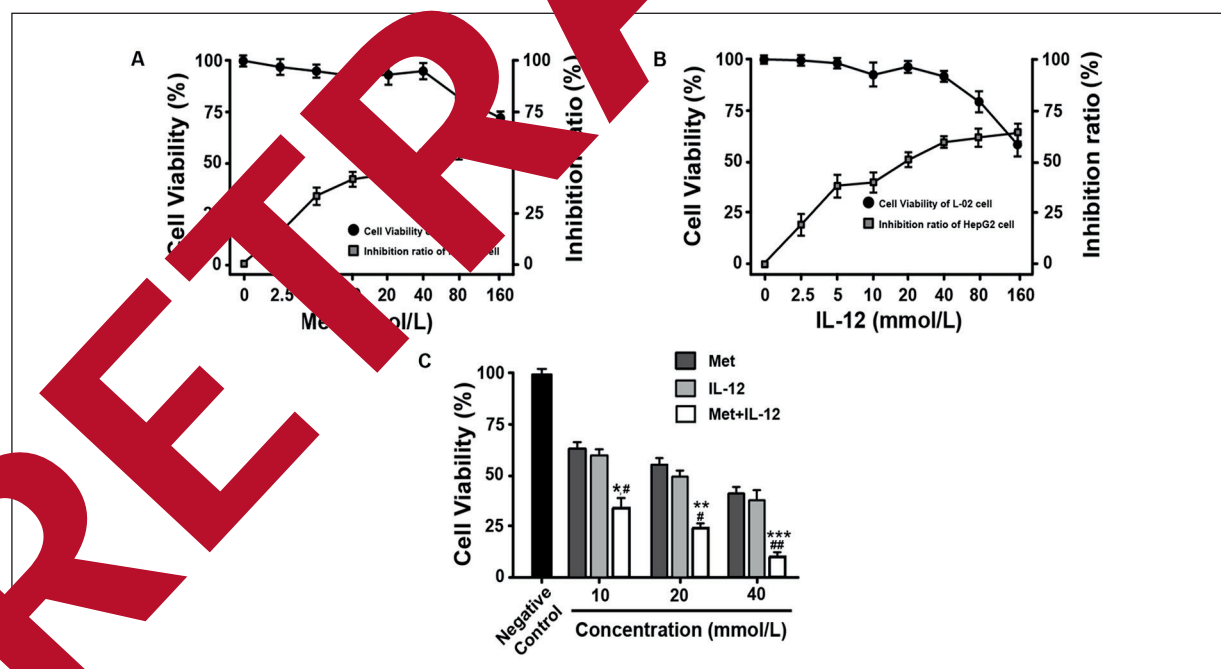 A
100
75
50
0
Cell Viability (%)
100
75
25
0
Inhibition ratio (%)
Cell Viability
Inhibition ratio of cell
0 2.5 20 40 80 160
B
100
75
50
25
0
Cell Viability (%)
100
75
50
25
0
Inhibition ratio (%)
Cell Viability of L-02 cell
Inhibition ratio of HepG2 cell
0 2.5 5 10 20 40 80 160
IL-12 (mmol/L)
C
100
75
50
25
0
Cell Viability (%)
Met
IL-12
Met+IL-12
*,#
**
#
***
##
Negative
Control
10 20 40
Concentration (mmol/L)
RETRA